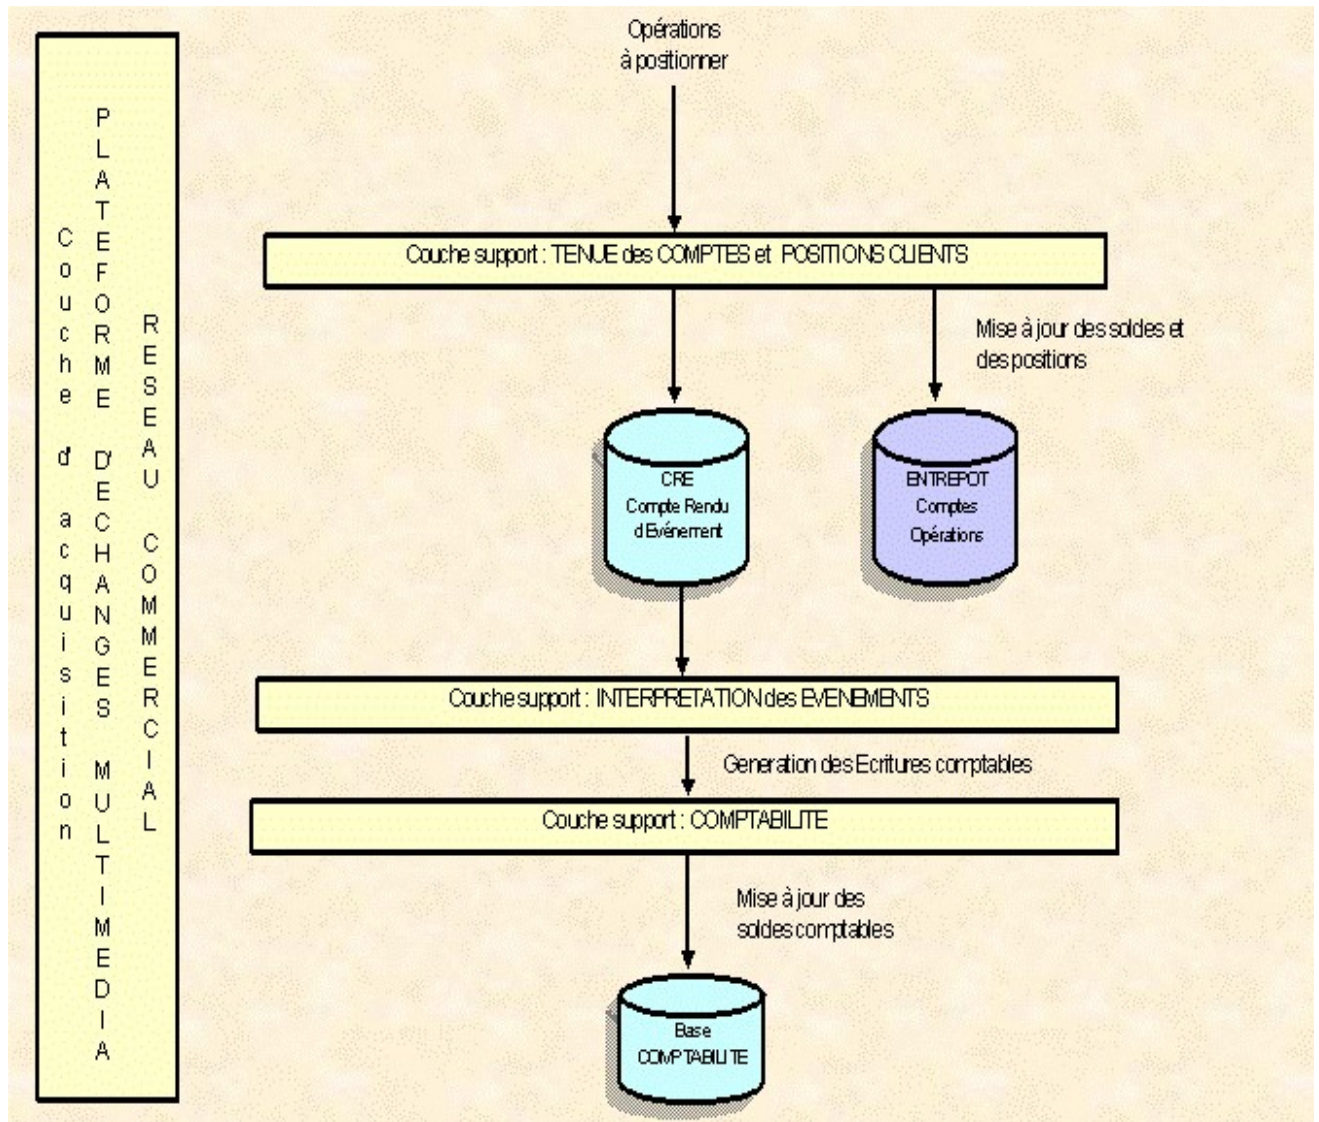 Couche d'acquisition
PLATEFORME D'ECHANGES MULTIMEDIA
RESEAU COMMERCIAL
Opérations
à positionner
Couche support : TENUE des COMPTES et POSITIONS CLIENTS
Mise à jour des soldes et
des positions
CRE
Compte Rendu
d'Evénement
ENTREPOT
Comptes
Opérations
Couche support : INTERPRETATION des EVENEMENTS
Generation des Ecritures comptables
Couche support : COMPTABILITE
Mise à jour des
soldes comptables
Base
COMPTABILITE